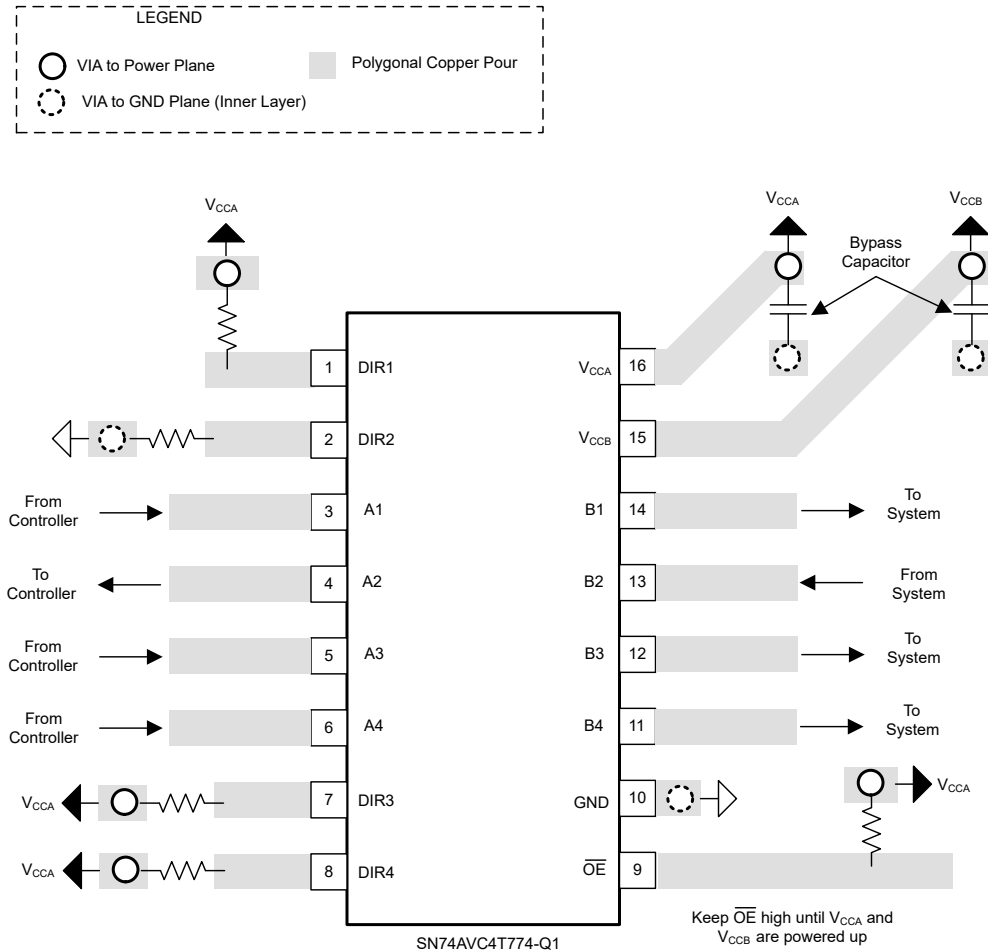 LEGEND
VIA to Power Plane
Polygonal Copper Pour
VIA to GND Plane (Inner Layer)
VCCA
VCCA
VCCB
Bypass
Capacitor
1
DIR1
VCCA
16
2
DIR2
VCCB
15
From
Controller
3
A1
B1
14
To
System
To
Controller
4
A2
B2
13
From
System
From
Controller
5
A3
B3
12
To
System
From
Controller
6
A4
B4
11
To
System
VCCA
7
DIR3
GND
10
VCCA
VCCA
8
DIR4
OE
9
Keep OE high until VCCA and
VCCB are powered up
SN74AVC4T774-Q1